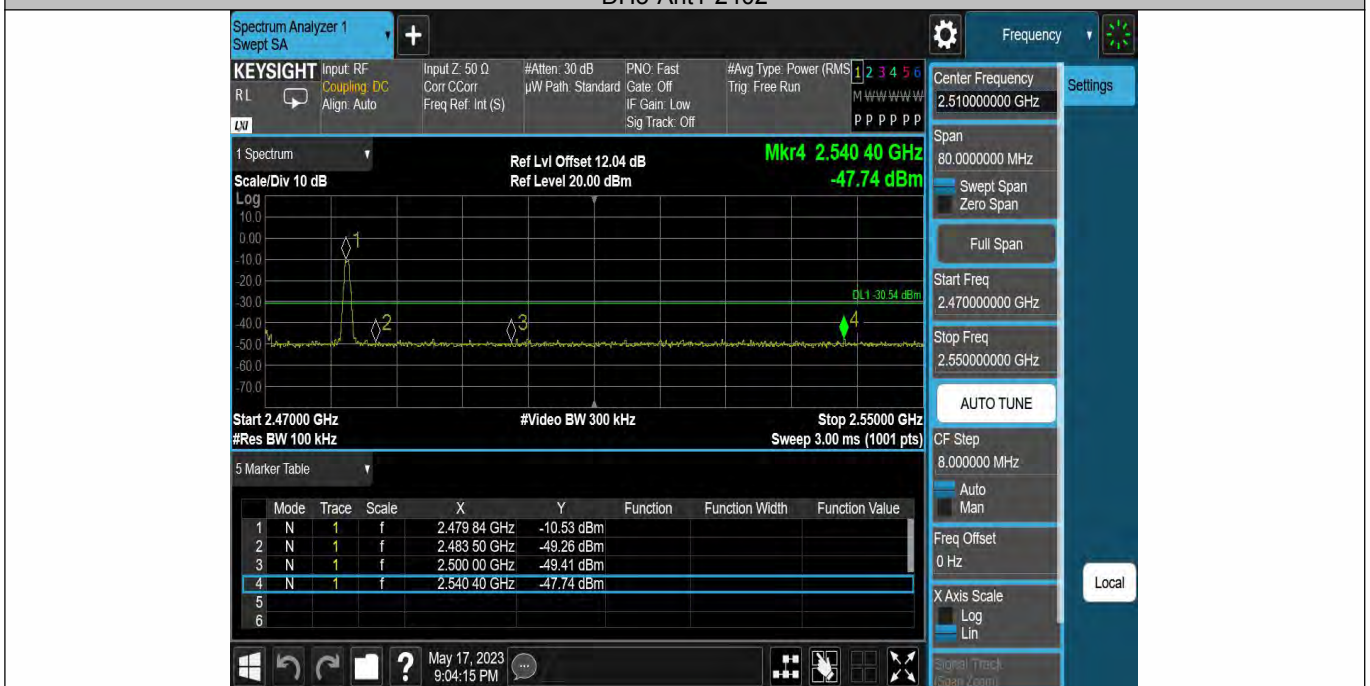 Spectrum Analyzer 1
Swept SA
Frequency
KEYSIGHT
RL
LXI
Input: RF
Coupling: DC
Align: Auto
Input Z: 50 Ω
Corr CCorr
Freq Ref: Int (S)
#Atten: 30 dB
µW Path: Standard
PNO: Fast
Gate: Off
IF Gain: Low
Sig Track: Off
#Avg Type: Power (RMS
Trig: Free Run
1 2 3 4 5 6
M W W W W W
P P P P P P
1 Spectrum
Scale/Div 10 dB
Ref Lvl Offset 12.04 dB
Ref Level 20.00 dBm
Mkr4 2.540 40 GHz
-47.74 dBm
Log
10.0
0.00
-10.0
-20.0
-30.0
-40.0
-50.0
-60.0
-70.0
1
2
3
4
DL1 -30.54 dBm
Start 2.47000 GHz
#Video BW 300 kHz
Stop 2.55000 GHz
#Res BW 100 kHz
Sweep 3.00 ms (1001 pts)
5 Marker Table
Mode Trace Scale X Y Function Function Width Function Value
1 N 1 f 2.479 84 GHz -10.53 dBm
2 N 1 f 2.483 50 GHz -49.26 dBm
3 N 1 f 2.500 00 GHz -49.41 dBm
4 N 1 f 2.540 40 GHz -47.74 dBm
5
6
May 17, 2023
9:04:15 PM
Center Frequency
2.510000000 GHz
Settings
Span
80.0000000 MHz
Swept Span
Zero Span
Full Span
Start Freq
2.470000000 GHz
Stop Freq
2.550000000 GHz
AUTO TUNE
CF Step
8.000000 MHz
Auto
Man
Freq Offset
0 Hz
Local
X Axis Scale
Log
Lin
Signal Track
(Span Zoom)